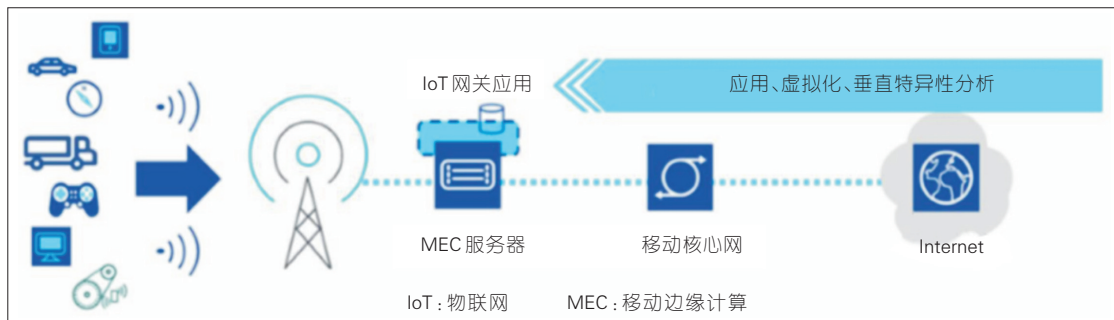 IoT网关应用
应用、虚拟化、垂直特异性分析
MEC服务器
移动核心网
Internet
IoT:物联网 MEC:移动边缘计算